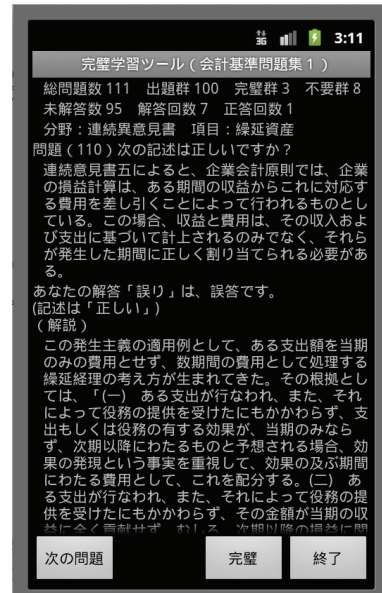 3G
3:11
完璧学習ツール(会計基準問題集1)
総問題数 111 出題群 100 完璧群 3 不要群 8
未解答数 95 解答回数 7 正答回数 1
分野:連続異意見書 項目:繰延資産
問題(110)次の記述は正しいですか?
連続意見書五によると、企業会計原則では、企業
の損益計算は、ある期間の収益からこれに対応す
る費用を差し引くことによって行われるものとし
ている。この場合、収益と費用は、その収入およ
び支出に基づいて計上されるのみでなく、それら
が発生した期間に正しく割り当てられる必要があ
る。
あなたの解答「誤り」は、誤答です。
(記述は「正しい」)
(解説)
この発生主義の適用例として、ある支出額を当期
のみの費用とせず、数期間の費用として処理する
繰延経理の考え方が生まれてきた。その根拠とし
ては、「(一) ある支出が行なわれ、また、それ
によって役務の提供を受けたにもかかわらず、支
出もしくは役務の有する効果が、当期のみなら
ず、次期以降にわたるものと予想される場合、効
果の発現という事実を重視して、効果の及ぶ期間
にわたる費用として、これを配分する。(二) あ
る支出が行なわれ、また、それによって役務の提
供を受けたにもかかわらず、その金額が当期の収
益に全く貢献せず、むしろ、次期以降の損益に関
次の問題 完璧 終了